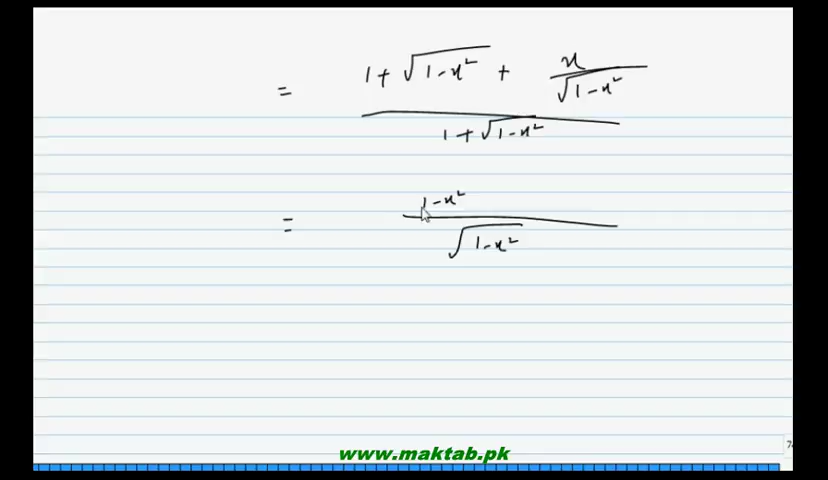 = 1 + √(1-x²) + x/√(1-x²)
1 + √(1-x²)
= 1-x²
√(1-x²)
www.maktab.pk